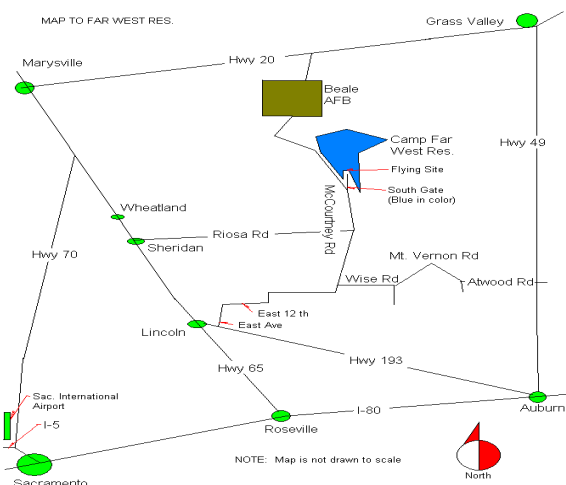 MAP TO FAR WEST RES.
Grass Valley
Marysville
Hwy 20
Beale
AFB
Camp Far
West Res.
Hwy 49
Flying Site
South Gate
(Blue in color)
McCourtney Rd
Wheatland
Riosa Rd
Sheridan
Hwy 70
Mt. Vernon Rd
Wise Rd
Atwood Rd
East 12 th
East Ave
Lincoln
Hwy 193
Hwy 65
Sac. International
Airport
I-5
I-80
Auburn
Roseville
NOTE: Map is not drawn to scale
North
Sacramento